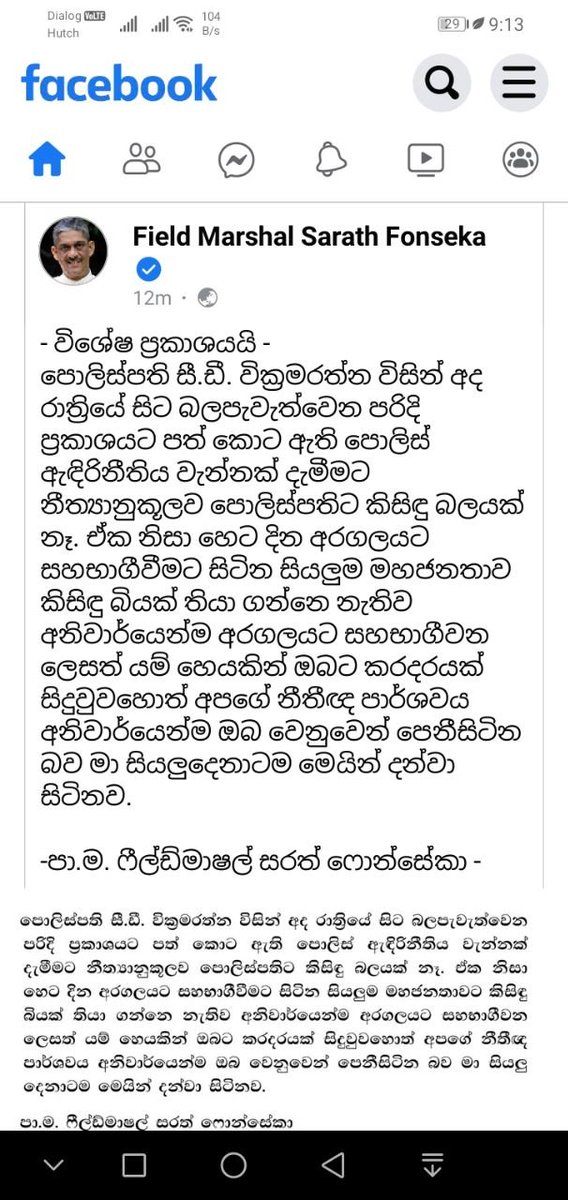 Dialog VoLTE
Hutch
104
B/s
29
9:13
facebook
Field Marshal Sarath Fonseka
12m ·
- විශේෂ ප්‍රකාශයයි -
පොලිස්පති සී.ඩී. වික්‍රමරත්න විසින් අද
රාත්‍රියේ සිට බලපැවැත්වෙන පරිදි
ප්‍රකාශයට පත් කොට ඇති පොලිස්
ඇඳිරිනීතිය වැන්නක් දැමීමට
නීත්‍යානුකූලව පොලිස්පතිට කිසිඳු බලයක්
නෑ. ඒක නිසා හෙට දින අරගලයට
සහභාගීවීමට සිටින සියලුම මහජනතාව
කිසිඳු බියක් තියා ගන්නෙ නැතිව
අනිවාර්යෙන්ම අරගලයට සහභාගීවන
ලෙසත් යම් හෙයකින් ඔබට කරදරයක්
සිදුවුවහොත් අපගේ නීතීඥ පාර්ශවය
අනිවාර්යෙන්ම ඔබ වෙනුවෙන් පෙනීසිටින
බව මා සියලුදෙනාටම මෙයින් දන්වා
සිටිනව.
-පා.ම. ෆීල්ඩ්මාෂල් සරත් ෆොන්සේකා -
පොලිස්පති සී.ඩී. වික්‍රමරත්න විසින් අද රාත්‍රියේ සිට බලපැවැත්වෙන
පරිදි ප්‍රකාශයට පත් කොට ඇති පොලිස් ඇඳිරිනීතිය වැන්නක්
දැමීමට නීත්‍යානුකූලව පොලිස්පතිට කිසිඳු බලයක් නෑ. ඒක නිසා
හෙට දින අරගලයට සහභාගීවීමට සිටින සියලුම මහජනතාවට කිසිඳු
බියක් තියා ගන්නෙ නැතිව අනිවාර්යෙන්ම අරගලයට සහභාගීවන
ලෙසත් යම් හෙයකින් ඔබට කරදරයක් සිදුවුවහොත් අපගේ නීතීඥ
පාර්ශවය අනිවාර්යෙන්ම ඔබ වෙනුවෙන් පෙනීසිටින බව මා සියලු
දෙනාටම මෙයින් දන්වා සිටිනව.
පා.ම. ෆීල්ඩ්මාෂල් සරත් ෆොන්සේකා